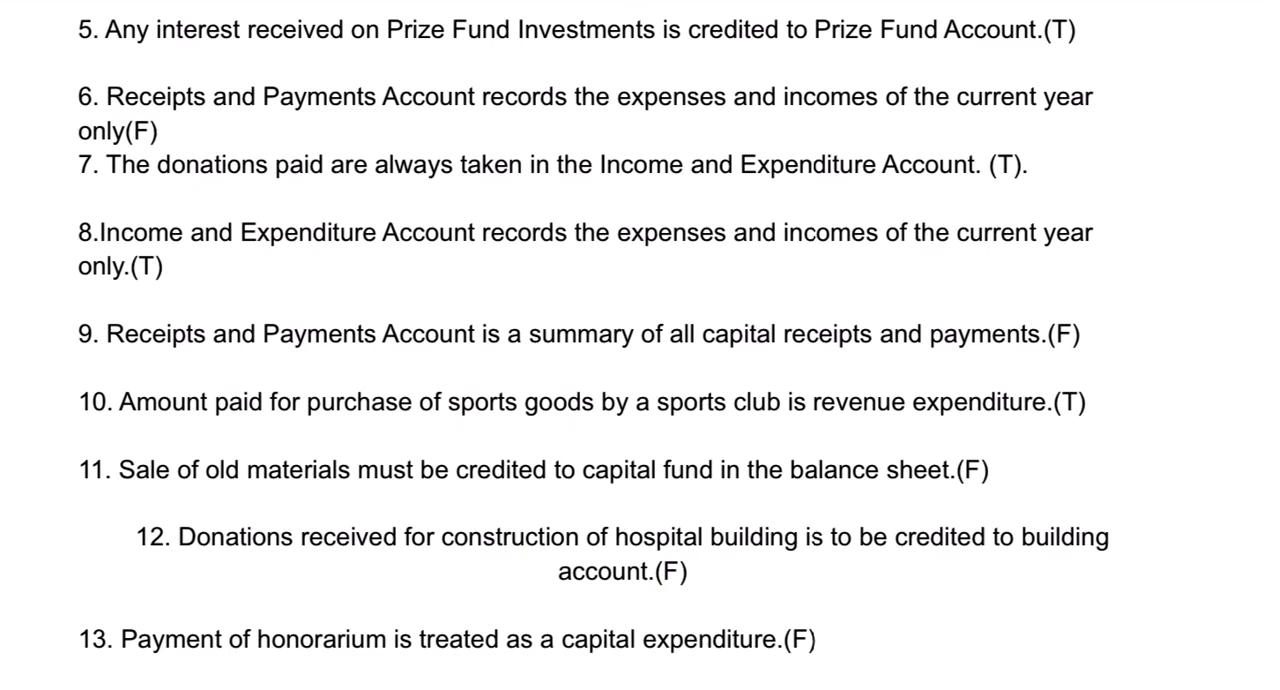 5. Any interest received on Prize Fund Investments is credited to Prize Fund Account.(T)
6. Receipts and Payments Account records the expenses and incomes of the current year
only(F)
7. The donations paid are always taken in the Income and Expenditure Account. (T).
8.Income and Expenditure Account records the expenses and incomes of the current year
only.(T)
9. Receipts and Payments Account is a summary of all capital receipts and payments.(F)
10. Amount paid for purchase of sports goods by a sports club is revenue expenditure.(T)
11. Sale of old materials must be credited to capital fund in the balance sheet.(F)
12. Donations received for construction of hospital building is to be credited to building
account.(F)
13. Payment of honorarium is treated as a capital expenditure.(F)